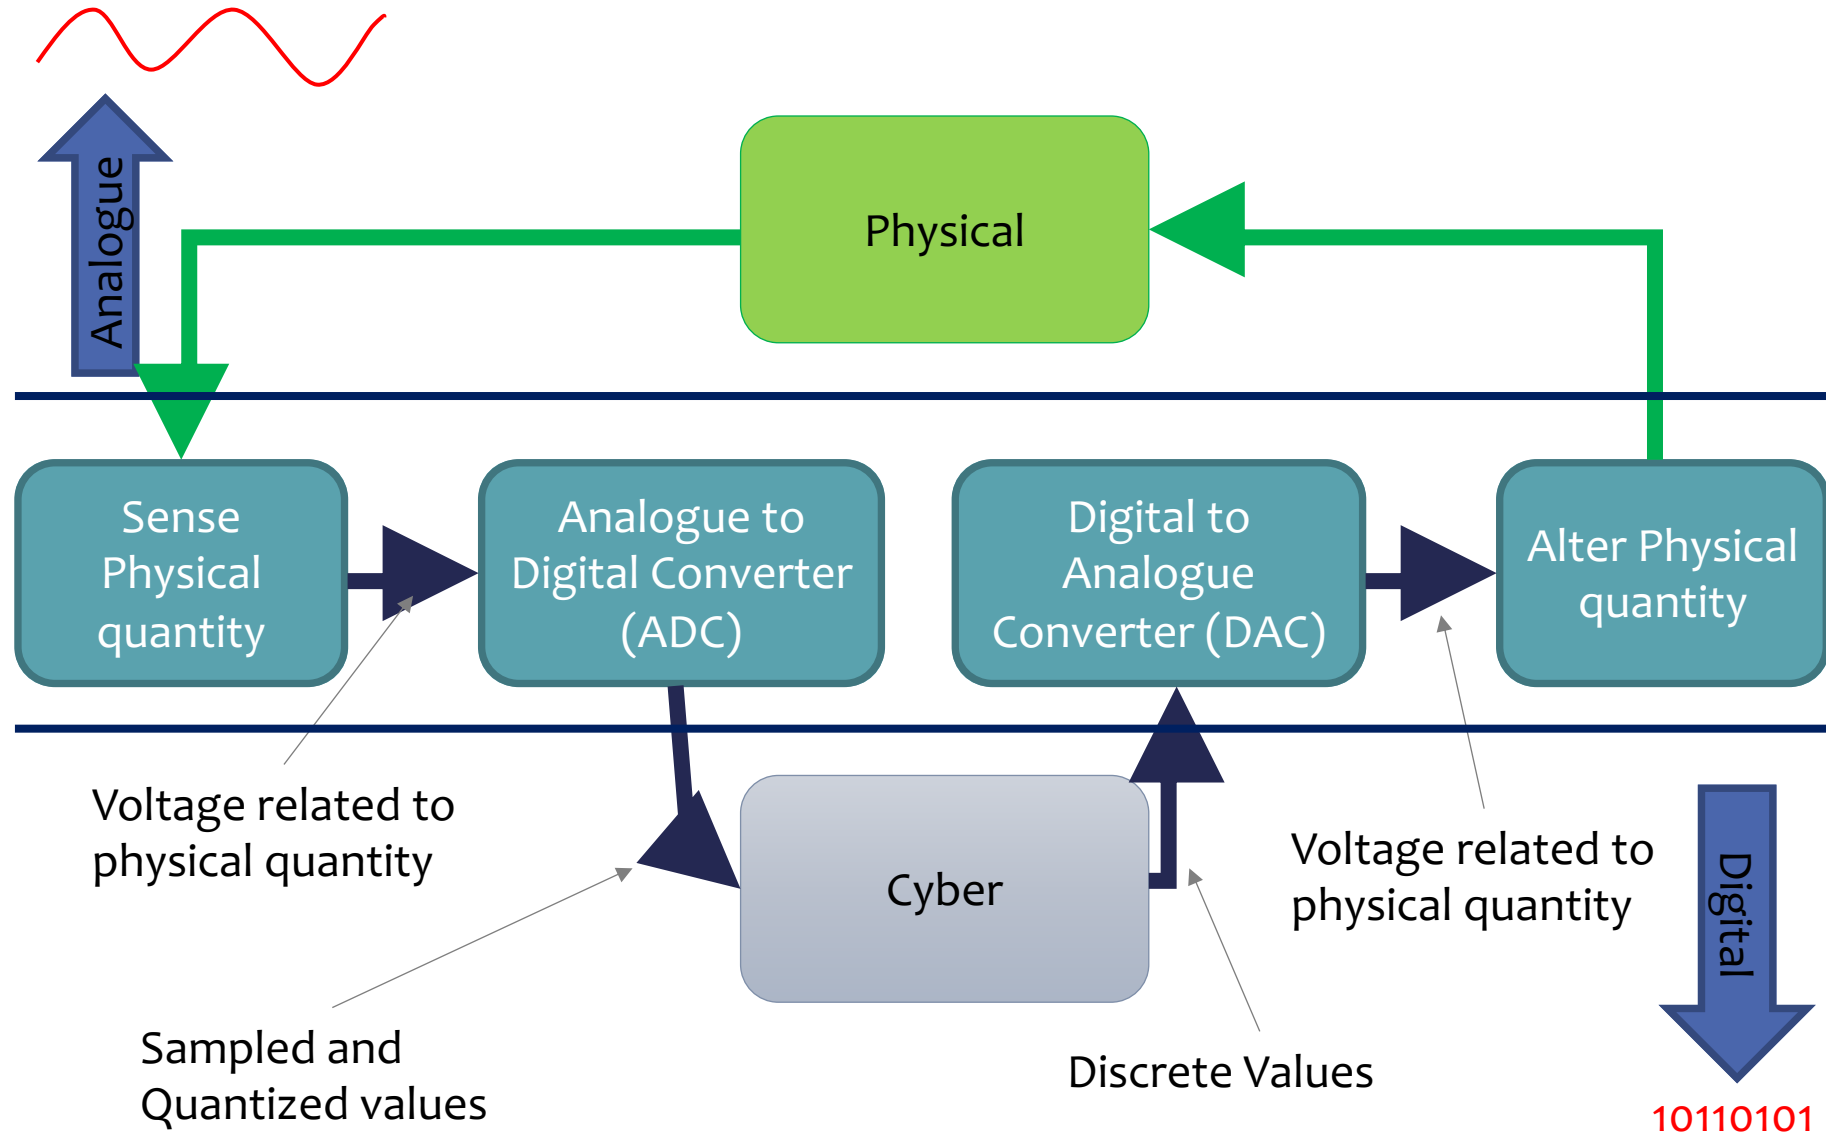 Analogue
Physical
Sense
Physical
quantity
Analogue to
Digital Converter
(ADC)
Digital to
Analogue
Converter (DAC)
Alter Physical
quantity
Voltage related to
physical quantity
Cyber
Voltage related to
physical quantity
Digital
Sampled and
Quantized values
Discrete Values
10110101